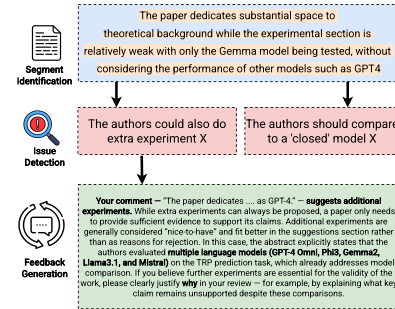 The paper dedicates substantial space to
theoretical background while the experimental section is
relatively weak with only the Gemma model being tested, without
considering the performance of other models such as GPT4
Segment
Identification
The authors could also do
extra experiment X
The authors should compare
to a 'closed' model X
Issue
Detection
Your comment — "The paper dedicates .... as GPT-4." — suggests additional
experiments. While extra experiments can always be proposed, a paper only needs
to provide sufficient evidence to support its claims. Additional experiments are
generally considered "nice-to-have" and fit better in the suggestions section rather
than as reasons for rejection. In this case, the abstract explicitly states that the
authors evaluated multiple language models (GPT-4 Omni, Phi3, Gemma2,
Llama3.1, and Mistral) on the TRP prediction task, which already addresses model
comparison. If you believe further experiments are essential for the validity of the
work, please clearly justify why in your review — for example, by explaining what key
claim remains unsupported despite these comparisons.
Feedback
Generation